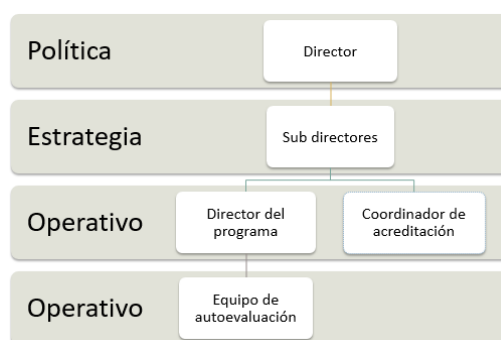 Política
Director
Estrategia
Sub directores
Operativo
Director del
programa
Coordinador de
acreditación
Operativo
Equipo de
autoevaluación